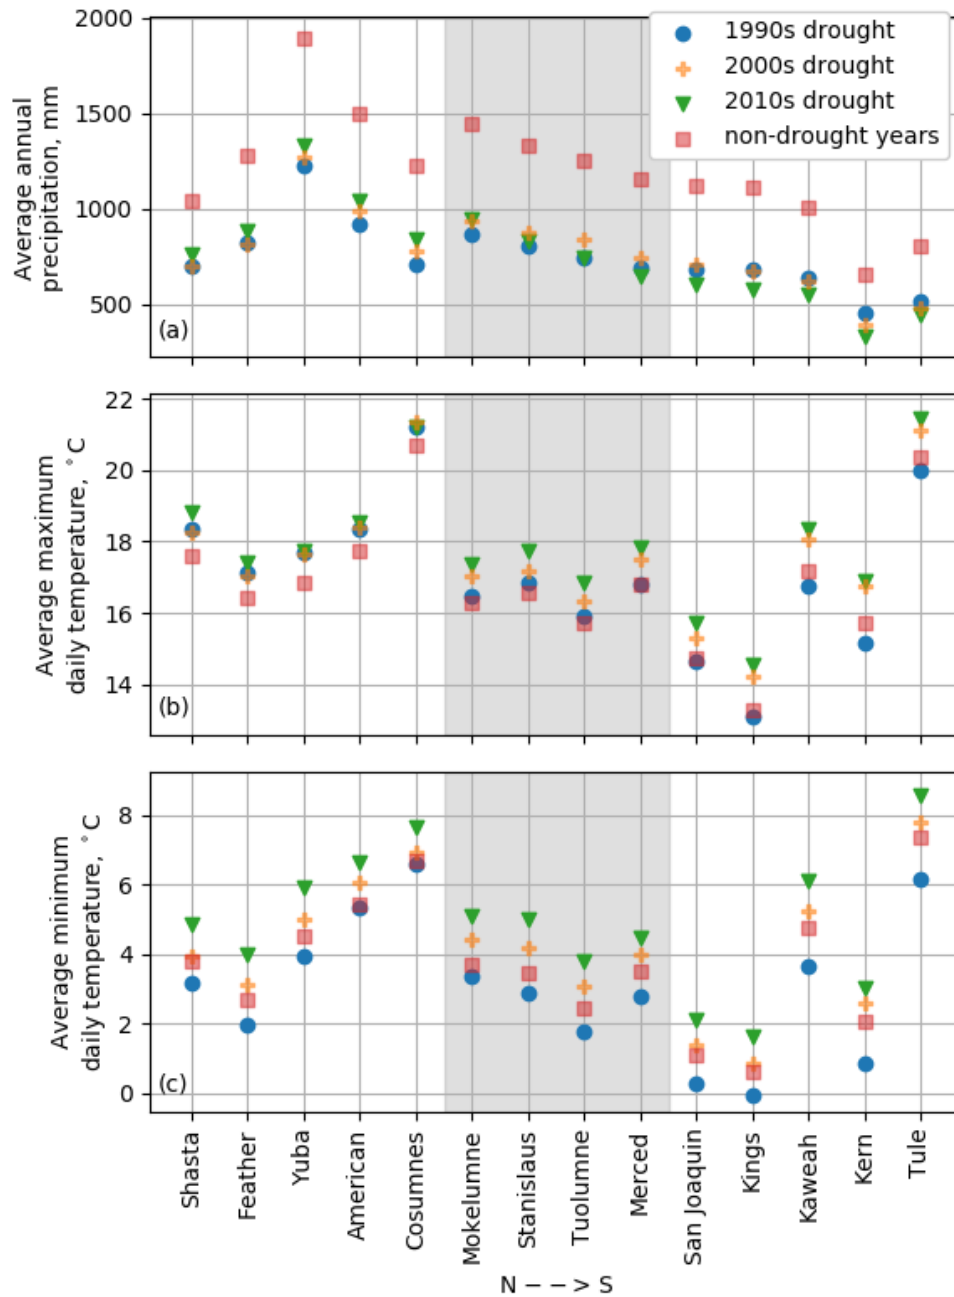 2000
1500
1000
500
Average annual
precipitation, mm
(a)
1990s drought
2000s drought
2010s drought
non-drought years
22
20
18
16
14
Average maximum
daily temperature, °C
(b)
8
6
4
2
0
Average minimum
daily temperature, °C
(c)
Shasta
Feather
Yuba
American
Cosumnes
Mokelumne
Stanislaus
Tuolumne
Merced
San Joaquin
Kings
Kaweah
Kern
Tule
N − − > S